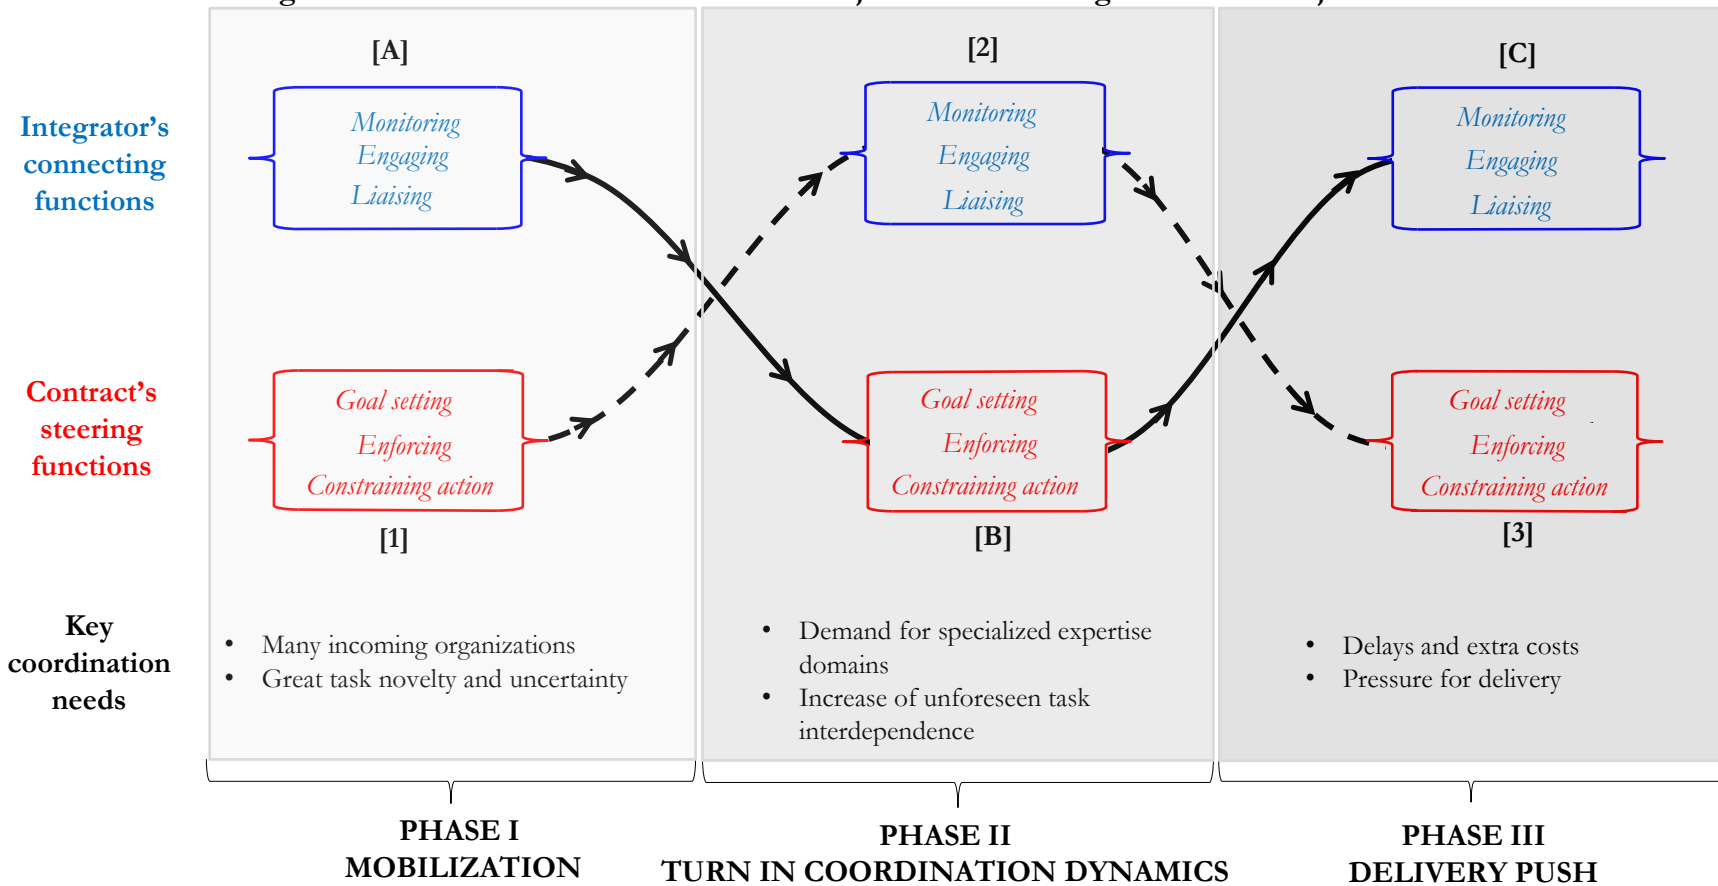 [A]
[2]
[C]
Integrator's
connecting
functions
Monitoring
Engaging
Liaising
Monitoring
Engaging
Liaising
Monitoring
Engaging
Liaising
Contract's
steering
functions
Goal setting
Enforcing
Constraining action
Goal setting
Enforcing
Constraining action
Goal setting
Enforcing
Constraining action
[1]
[B]
[3]
Key
coordination
needs
• Many incoming organizations
• Great task novelty and uncertainty
• Demand for specialized expertise
domains
• Increase of unforeseen task
interdependence
• Delays and extra costs
• Pressure for delivery
PHASE I
MOBILIZATION
PHASE II
TURN IN COORDINATION DYNAMICS
PHASE III
DELIVERY PUSH